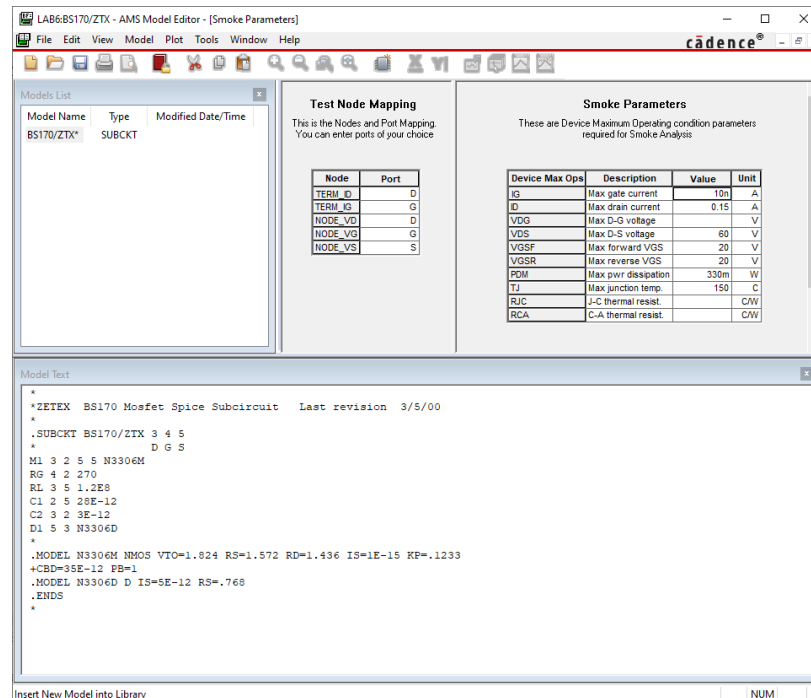 LAB6:BS170/ZTX - AMS Model Editor - [Smoke Parameters]
File Edit View Model Plot Tools Window Help
cādence®
Models List
Model Name Type Modified Date/Time
BS170/ZTX* SUBCKT
Test Node Mapping
This is the Nodes and Port Mapping.
You can enter ports of your choice
Node Port
TERM_ID D
TERM_IG G
NODE_VD D
NODE_VG G
NODE_VS S
Smoke Parameters
These are Device Maximum Operating condition parameters
required for Smoke Analysis
Device Max Ops Description Value Unit
IG Max gate current 10n A
ID Max drain current 0.15 A
VDG Max D-G voltage V
VDS Max D-S voltage 60 V
VGSF Max forward VGS 20 V
VGSR Max reverse VGS 20 V
PDM Max pwr dissipation 330m W
TJ Max junction temp. 150 C
RJC J-C thermal resist. C/W
RCA C-A thermal resist. C/W
Model Text
*
*ZETEX BS170 Mosfet Spice Subcircuit Last revision 3/5/00
*
.SUBCKT BS170/ZTX 3 4 5
* D G S
M1 3 2 5 5 N3306M
RG 4 2 270
RL 3 5 1.2E8
C1 2 5 28E-12
C2 3 2 3E-12
D1 5 3 N3306D
*
.MODEL N3306M NMOS VTO=1.824 RS=1.572 RD=1.436 IS=1E-15 KP=.1233
+CBD=35E-12 PB=1
.MODEL N3306D D IS=5E-12 RS=.768
.ENDS
*
Insert New Model into Library NUM